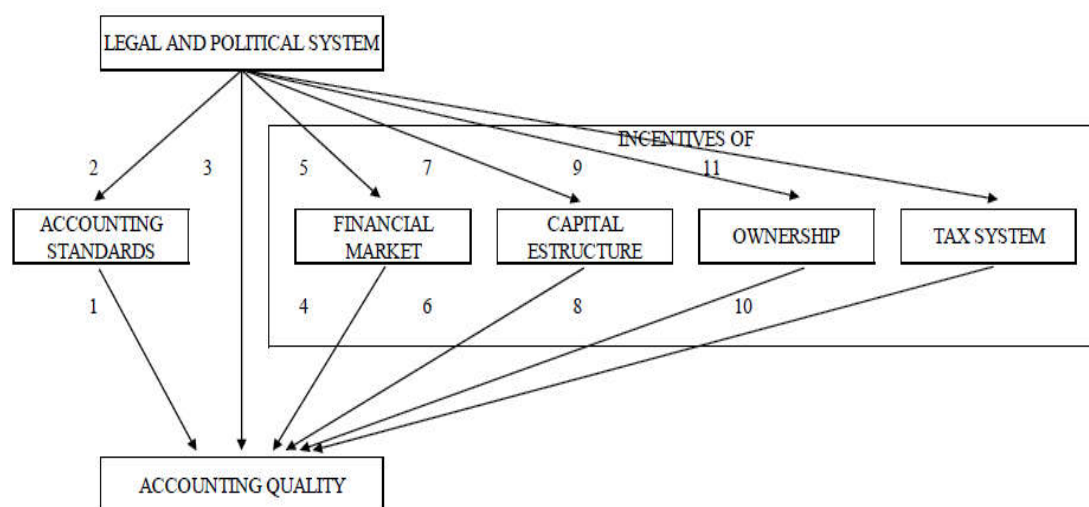 LEGAL AND POLITICAL SYSTEM
INCENTIVES OF
2 3 5 7 9 11
ACCOUNTING
STANDARDS
FINANCIAL
MARKET
CAPITAL
ESTRUCTURE
OWNERSHIP
TAX SYSTEM
1 4 6 8 10
ACCOUNTING QUALITY